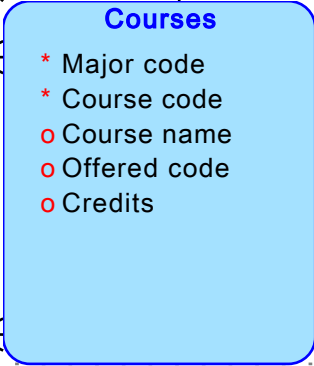 Courses
* Major code
* Course code
o Course name
o Offered code
o Credits